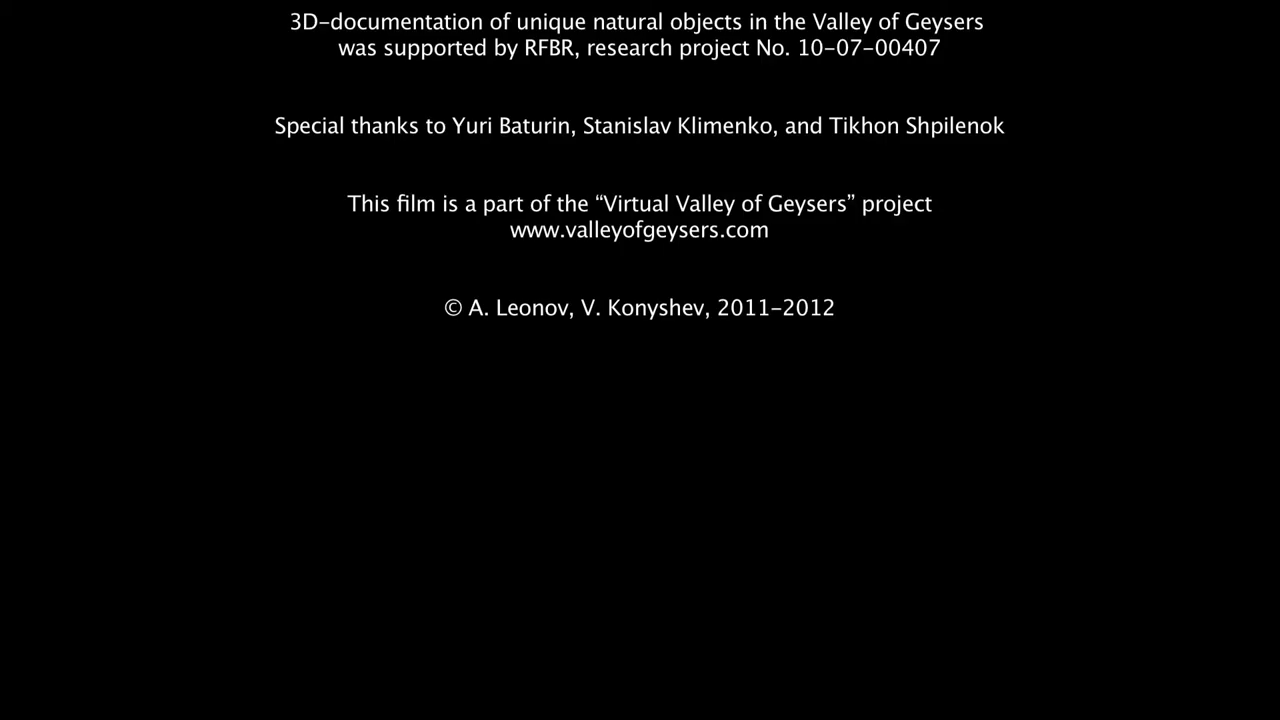 3D-documentation of unique natural objects in the Valley of Geysers
was supported by RFBR, research project No. 10-07-00407
Special thanks to Yuri Baturin, Stanislav Klimenko, and Tikhon Shpilenok
This film is a part of the “Virtual Valley of Geysers” project
www.valleyofgeysers.com
© A. Leonov, V. Konyshev, 2011-2012